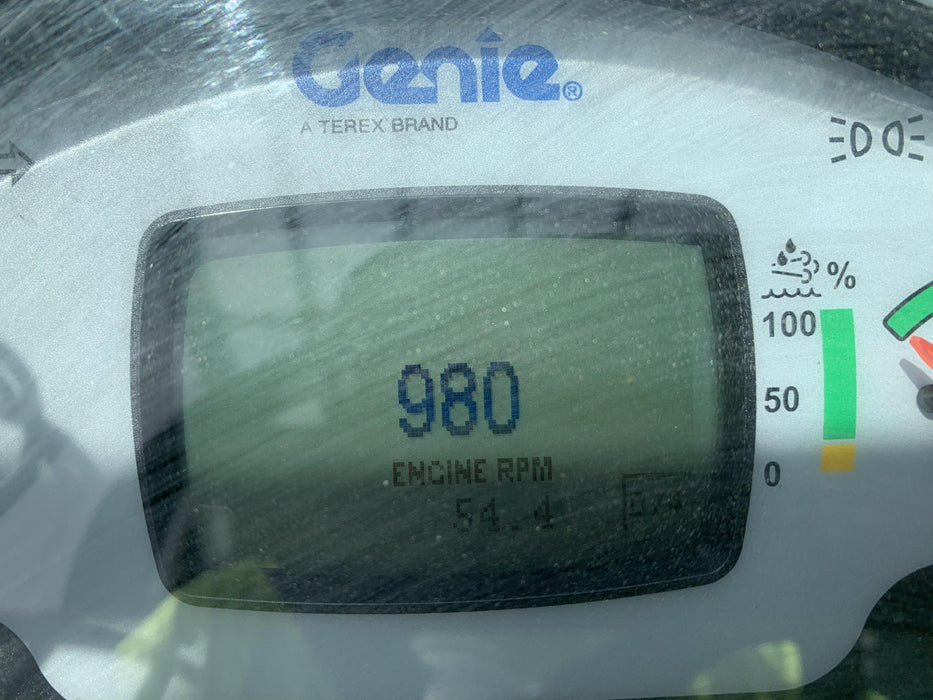 Genie®
A TEREX BRAND
%
100
50
0
980
ENGINE RPM
54.4